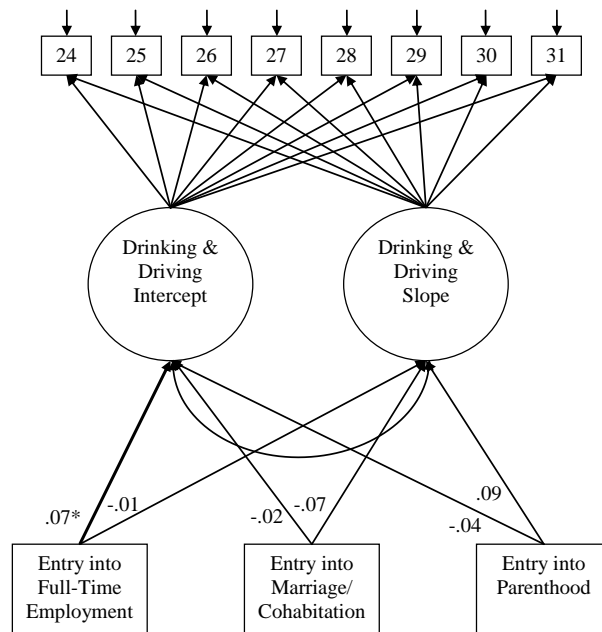 24 25 26 27 28 29 30 31
Drinking &
Driving
Intercept
Drinking &
Driving
Slope
.07*
-.01
-.02
-.07
-.04
.09
Entry into
Full-Time
Employment
Entry into
Marriage/
Cohabitation
Entry into
Parenthood